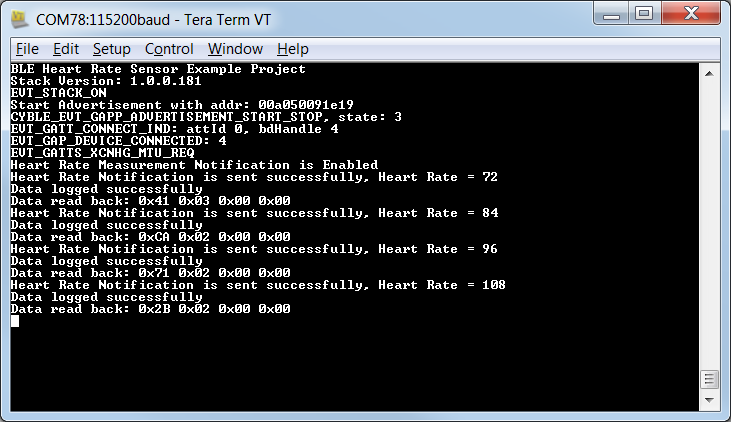 COM78:115200baud - Tera Term VT
File Edit Setup Control Window Help
BLE Heart Rate Sensor Example Project
Stack Version: 1.0.0.181
EVT_STACK_ON
Start Advertisement with addr: 00a050091e19
CYBLE_EVT_GAPP_ADVERTISEMENT_START_STOP, state: 3
EVT_GATT_CONNECT_IND: attId 0, bdHandle 4
EVT_GAP_DEVICE_CONNECTED: 4
EVT_GATTS_XCNHG_MTU_REQ
Heart Rate Measurement Notification is Enabled
Heart Rate Notification is sent successfully, Heart Rate = 72
Data logged successfully
Data read back: 0x41 0x03 0x00 0x00
Heart Rate Notification is sent successfully, Heart Rate = 84
Data logged successfully
Data read back: 0xCA 0x02 0x00 0x00
Heart Rate Notification is sent successfully, Heart Rate = 96
Data logged successfully
Data read back: 0x71 0x02 0x00 0x00
Heart Rate Notification is sent successfully, Heart Rate = 108
Data logged successfully
Data read back: 0x2B 0x02 0x00 0x00